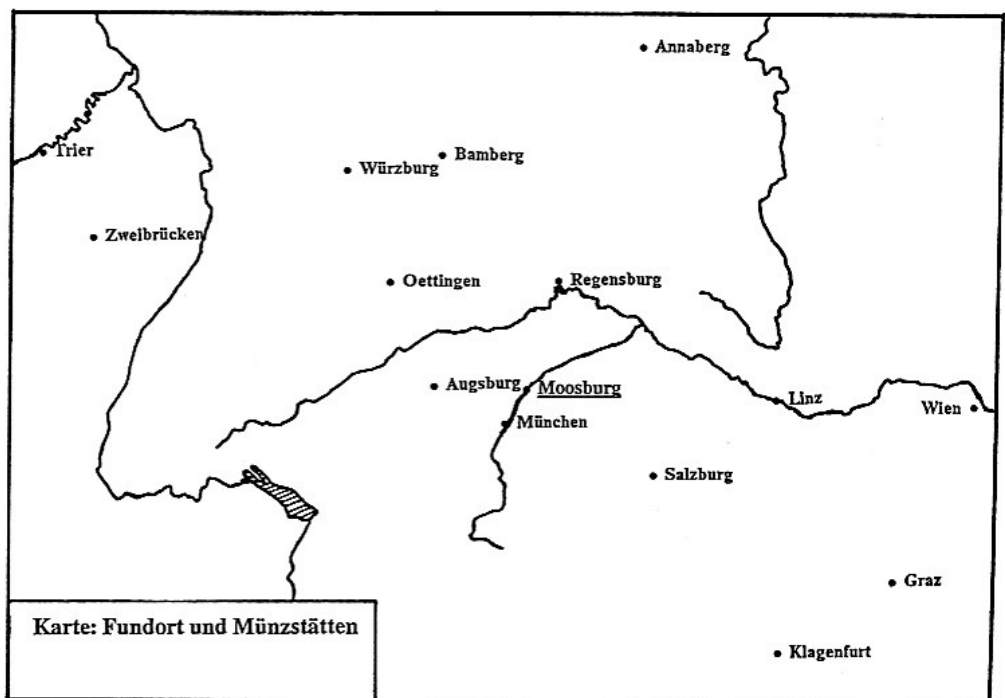 Annaberg
Trier
Würzburg
Bamberg
Zweibrücken
Oettingen
Regensburg
Augsburg
Moosburg
München
Linz
Wien
Salzburg
Graz
Klagenfurt
Karte: Fundort und Münzstätten